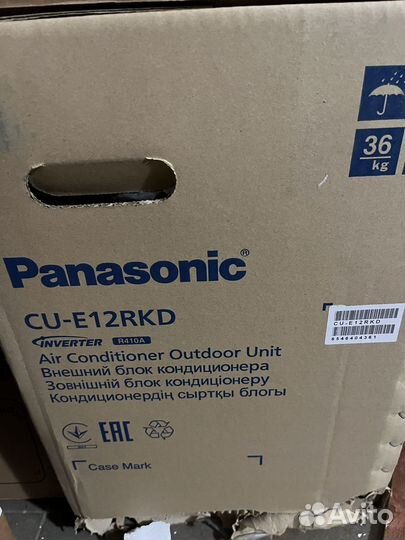 36
kg
Panasonic®
CU-E12RKD
INVERTER R410A
Air Conditioner Outdoor Unit
Внешний блок кондиционера
Зовнішній блок кондиціонеру
Кондиционердің сыртқы блогы
CU-E12RKD
6546404361
EAC
Case Mark
Avito